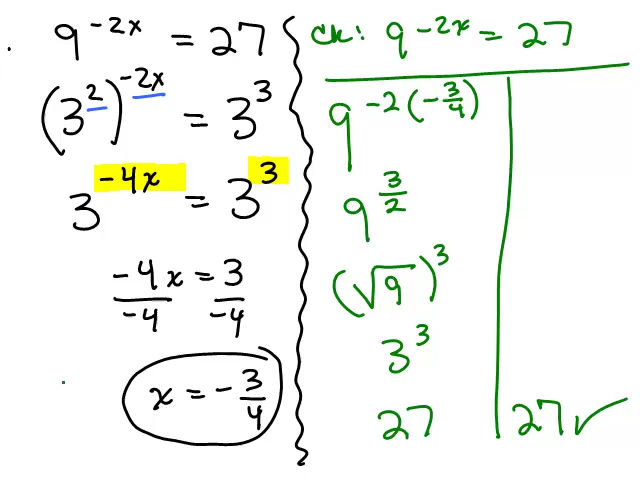 9^{-2x} = 27
(3^2)^{-2x} = 3^3
3^{-4x} = 3^3
-4x = 3
-4 -4
x = -3/4
ck: 9^{-2x} = 27
9^{-2(-3/4)}
9^{3/2}
(√9)^3
3^3
27 27 ✓